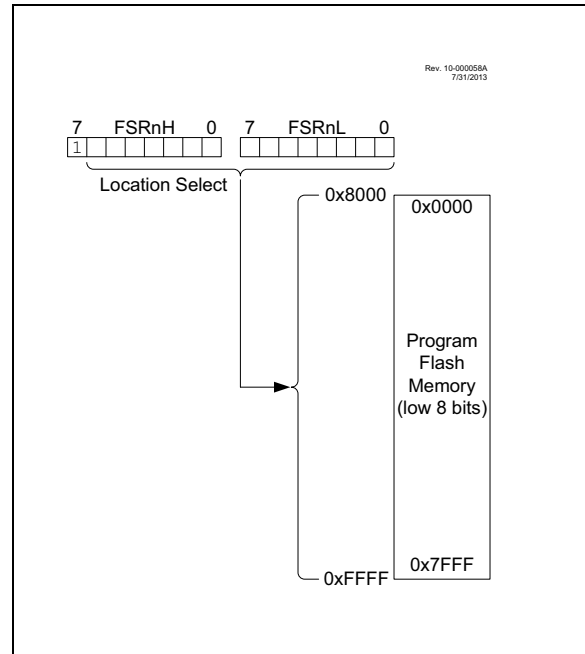 Rev. 10-000058A
7/31/2013
7 FSRnH 0 7 FSRnL 0
1
Location Select
0x8000 0x0000
Program
Flash
Memory
(low 8 bits)
0xFFFF 0x7FFF